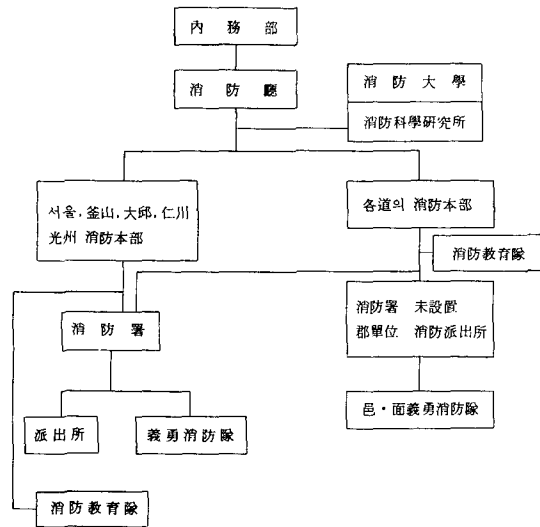 內務部
消防廳
消防大學
消防科學研究所
서울, 釜山, 大邱, 仁川
光州 消防本部
各道의 消防本部
消防教育隊
消防署
消防署 未設置
郡單位 消防派出所
派出所
義勇消防隊
邑·面義勇消防隊
消防教育隊